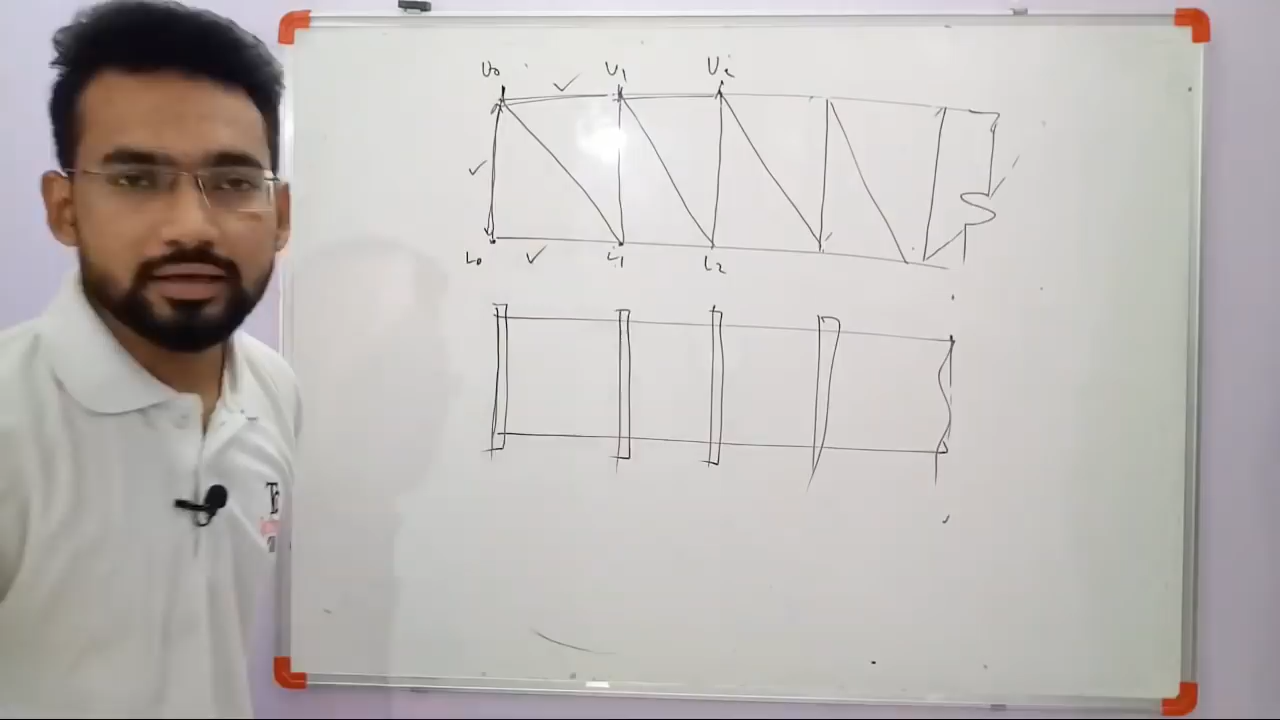 U₀ U₁ U₂
L₀ L₁ L₂